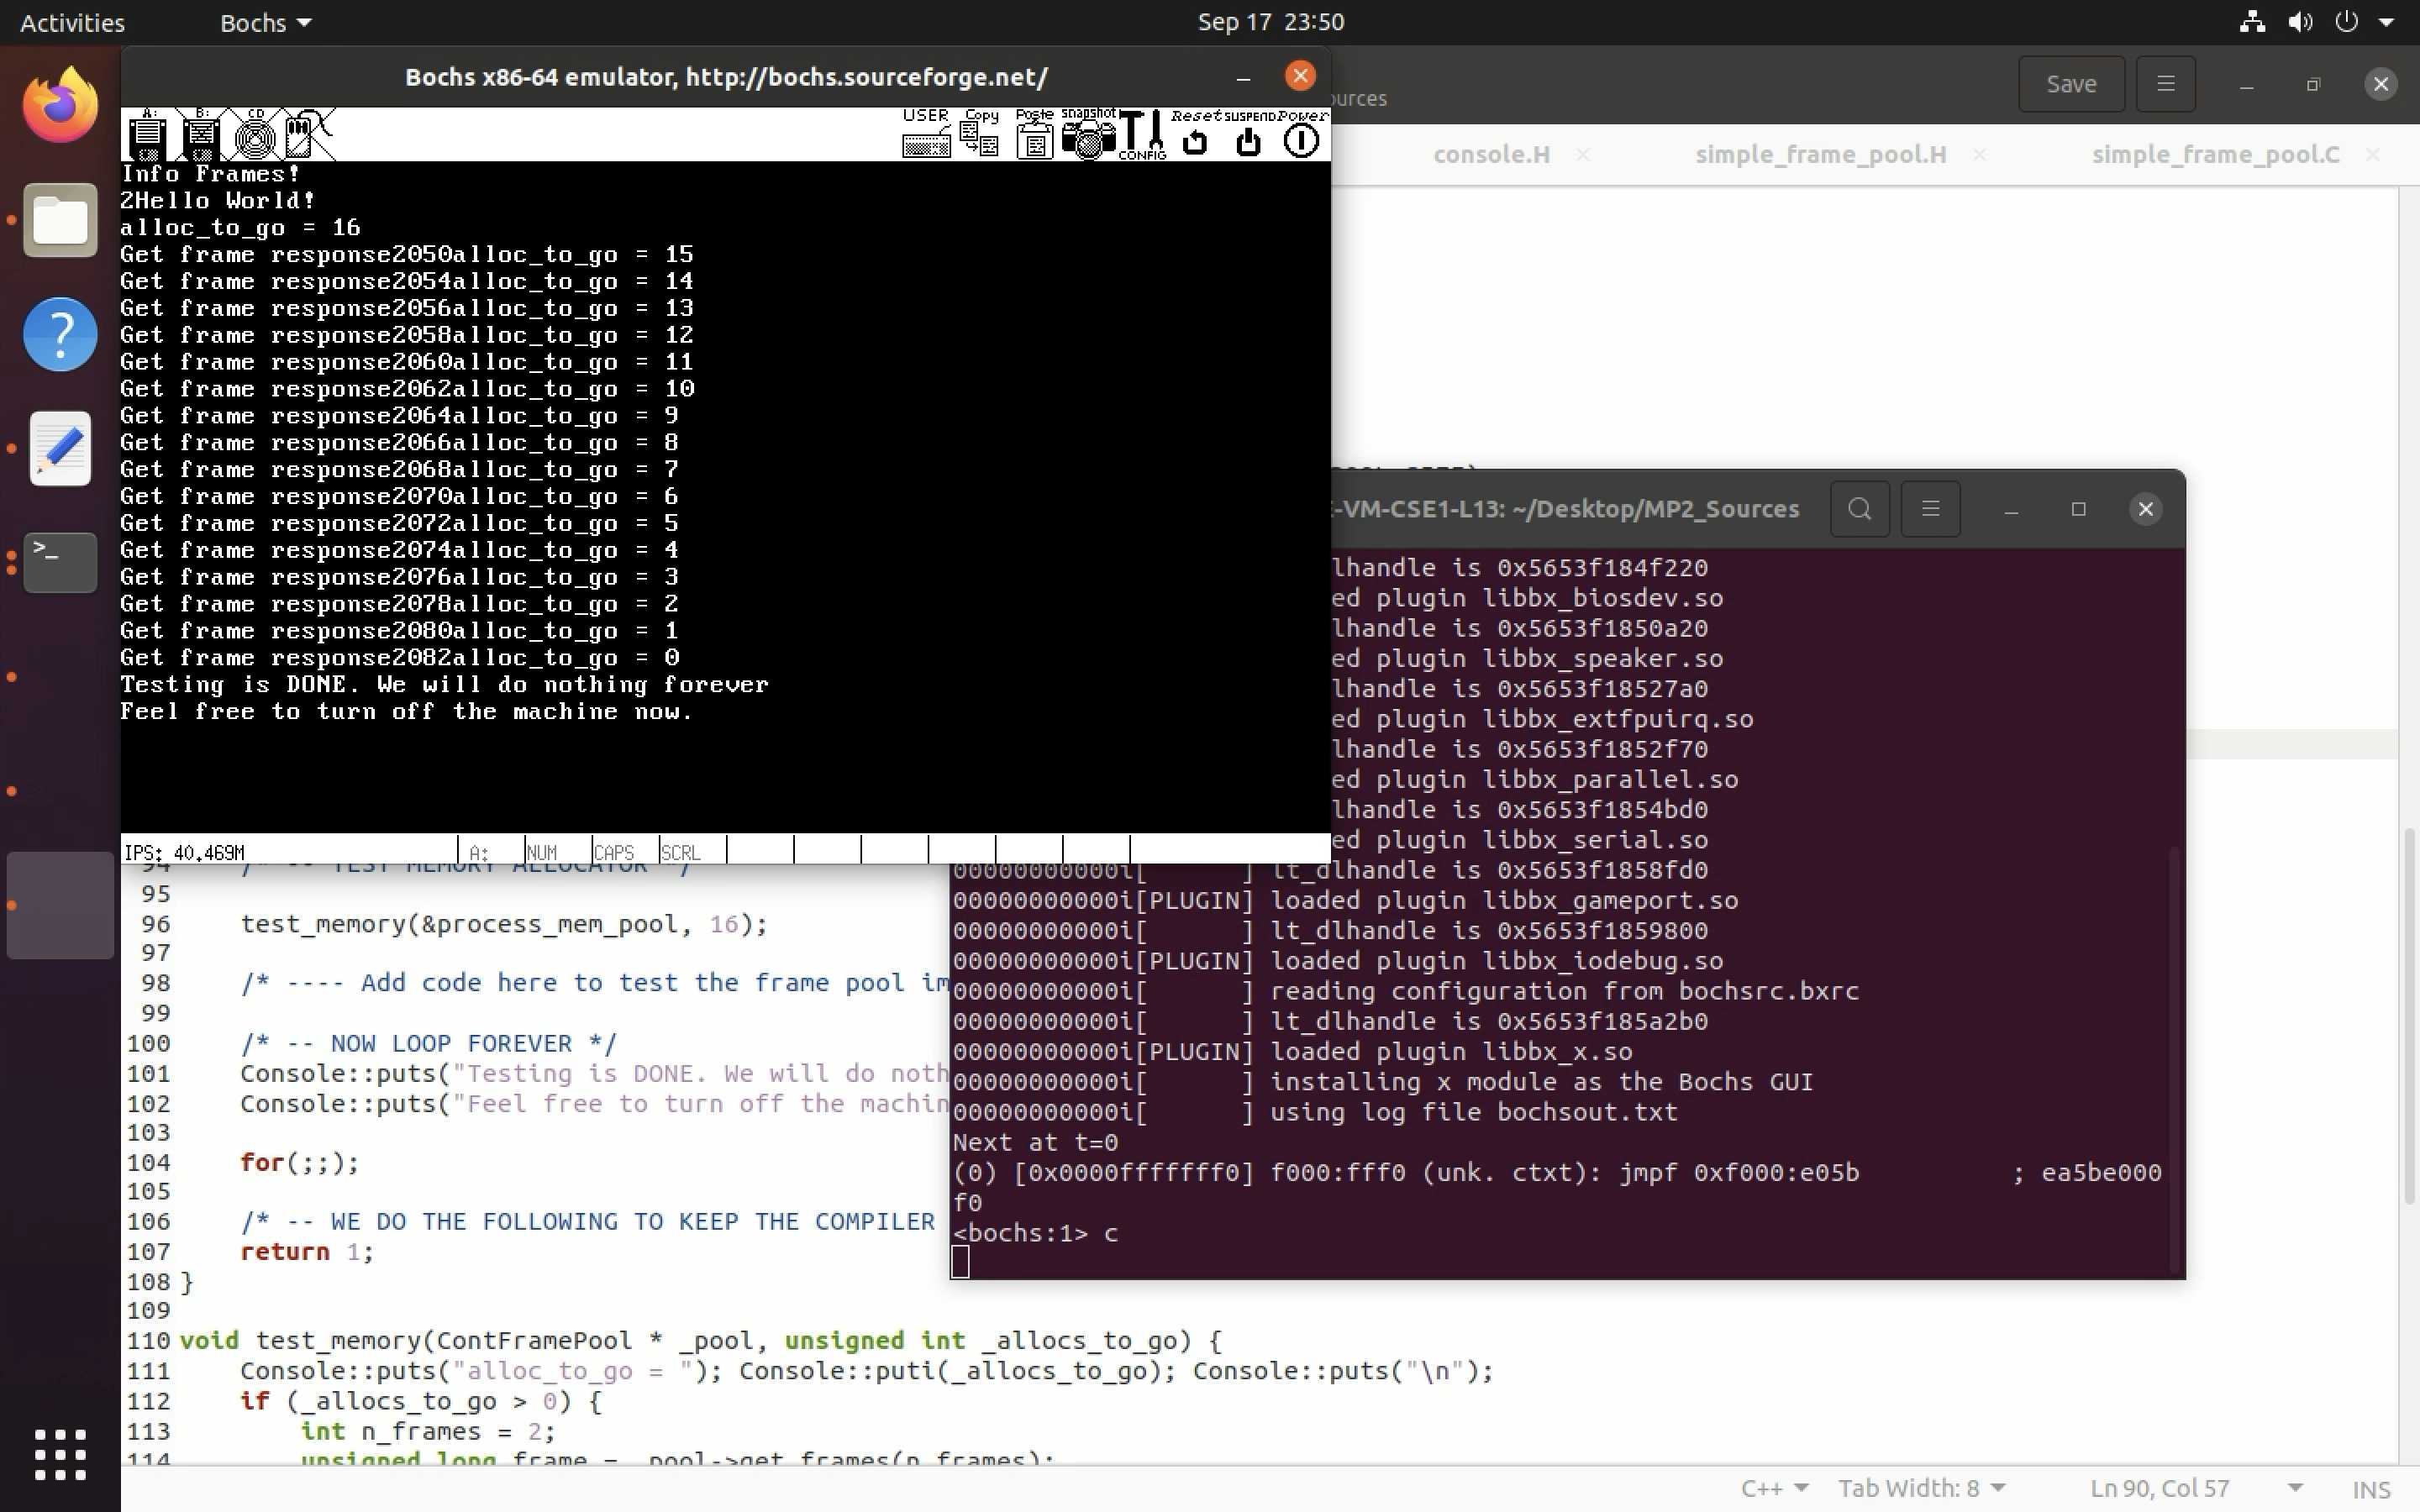 Activities
Bochs
Sep 17 23:50
Bochs x86-64 emulator, http://bochs.sourceforge.net/
Save
A:
B:
CD
USER
Copy
Paste
snapshot
CONFIG
Reset
SUSPEND
Power
console.H
simple_frame_pool.H
simple_frame_pool.C
Info Frames!
2Hello World!
alloc_to_go = 16
Get frame response2050alloc_to_go = 15
Get frame response2054alloc_to_go = 14
Get frame response2056alloc_to_go = 13
Get frame response2058alloc_to_go = 12
Get frame response2060alloc_to_go = 11
Get frame response2062alloc_to_go = 10
Get frame response2064alloc_to_go = 9
Get frame response2066alloc_to_go = 8
Get frame response2068alloc_to_go = 7
Get frame response2070alloc_to_go = 6
Get frame response2072alloc_to_go = 5
Get frame response2074alloc_to_go = 4
Get frame response2076alloc_to_go = 3
Get frame response2078alloc_to_go = 2
Get frame response2080alloc_to_go = 1
Get frame response2082alloc_to_go = 0
Testing is DONE. We will do nothing forever
Feel free to turn off the machine now.
IPS: 40.469M
A:
NUM
CAPS
SCRL
-VM-CSE1-L13: ~/Desktop/MP2_Sources
lhandle is 0x5653f184f220
ed plugin libbx_biosdev.so
lhandle is 0x5653f1850a20
ed plugin libbx_speaker.so
lhandle is 0x5653f18527a0
ed plugin libbx_extfpuirq.so
lhandle is 0x5653f1852f70
ed plugin libbx_parallel.so
lhandle is 0x5653f1854bd0
ed plugin libbx_serial.so
00000000000i[      ] lt_dlhandle is 0x5653f1858fd0
00000000000i[PLUGIN] loaded plugin libbx_gameport.so
00000000000i[      ] lt_dlhandle is 0x5653f1859800
00000000000i[PLUGIN] loaded plugin libbx_iodebug.so
00000000000i[      ] reading configuration from bochsrc.bxrc
00000000000i[      ] lt_dlhandle is 0x5653f185a2b0
00000000000i[PLUGIN] loaded plugin libbx_x.so
00000000000i[      ] installing x module as the Bochs GUI
00000000000i[      ] using log file bochsout.txt
Next at t=0
(0) [0x0000fffffff0] f000:fff0 (unk. ctxt): jmpf 0xf000:e05b ; ea5be000
f0
<bochs:1> c
94 /* -- TEST MEMORY ALLOCATOR */
95
96 test_memory(&process_mem_pool, 16);
97
98 /* ---- Add code here to test the frame pool im
99
100 /* -- NOW LOOP FOREVER */
101 Console::puts("Testing is DONE. We will do noth
102 Console::puts("Feel free to turn off the machin
103
104 for(;;);
105
106 /* -- WE DO THE FOLLOWING TO KEEP THE COMPILER
107 return 1;
108 }
109
110 void test_memory(ContFramePool * _pool, unsigned int _allocs_to_go) {
111 Console::puts("alloc_to_go = "); Console::puti(_allocs_to_go); Console::puts("\n");
112 if (_allocs_to_go > 0) {
113 int n_frames = 2;
114 unsigned long frame = _pool->get_frames(n_frames);
C++
Tab Width: 8
Ln 90, Col 57
INS